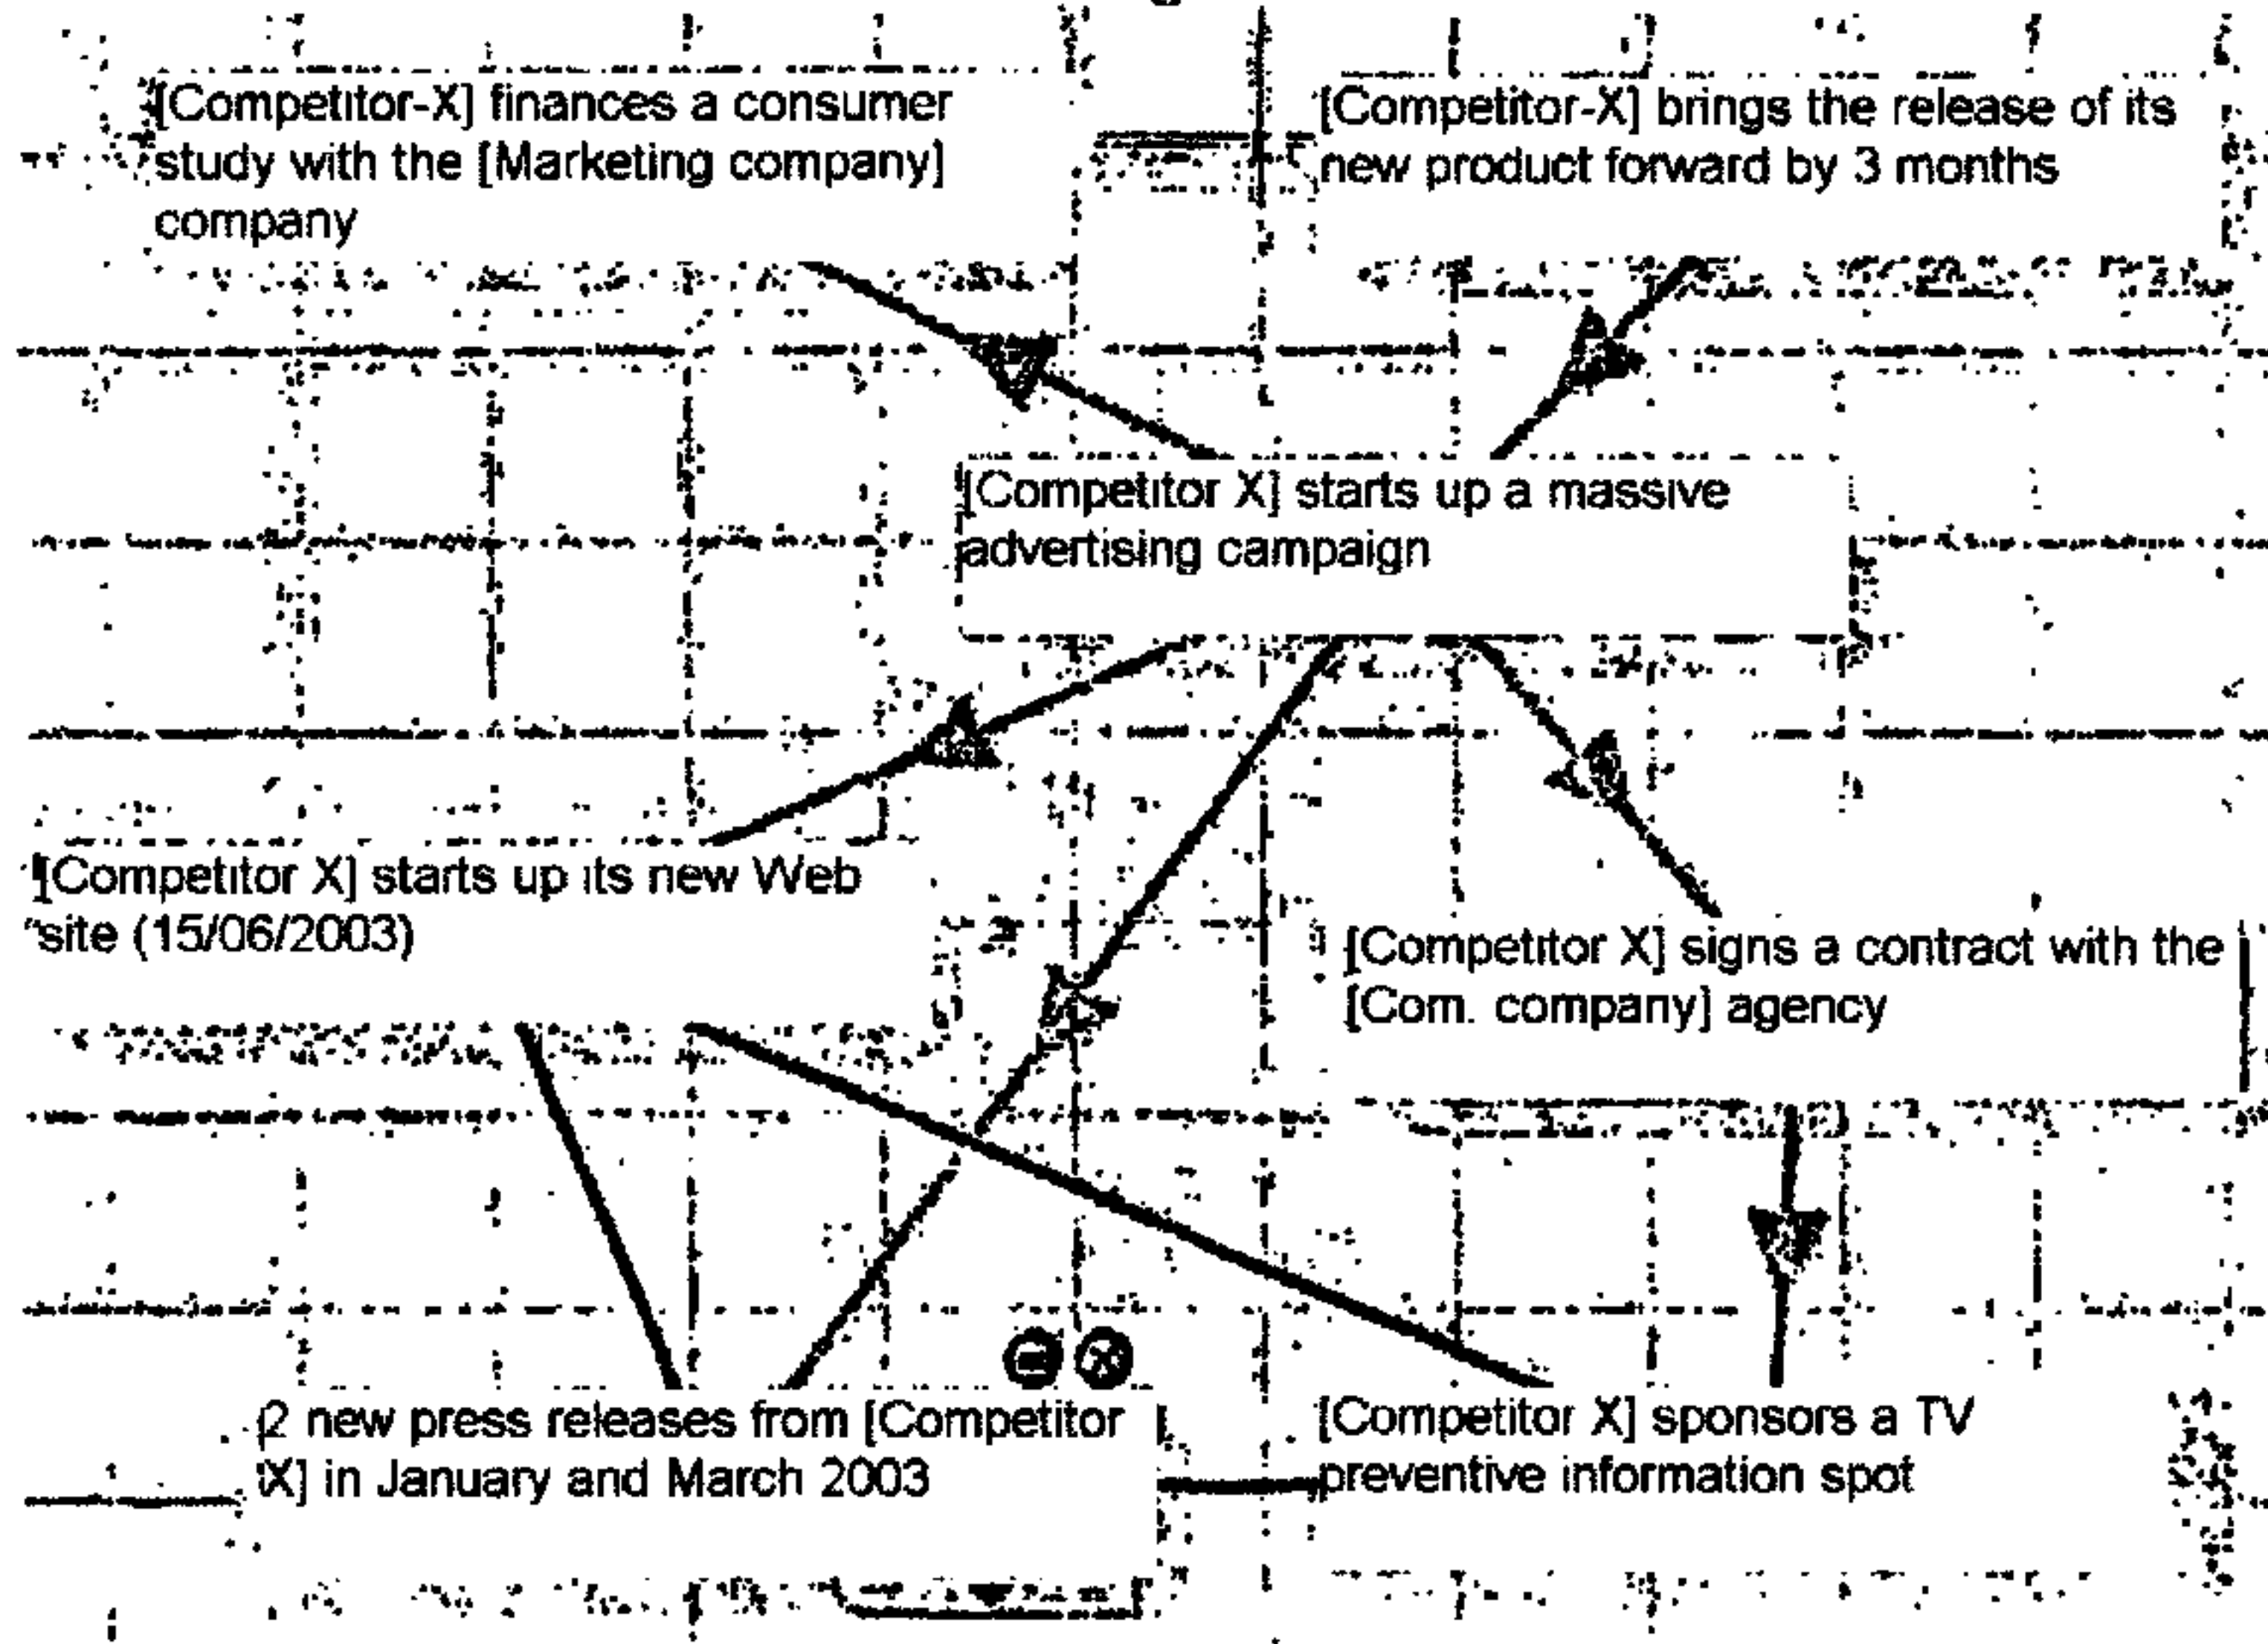 [Competitor-X] finances a consumer
study with the [Marketing company]
company
[Competitor-X] brings the release of its
new product forward by 3 months
[Competitor X] starts up a massive
advertising campaign
[Competitor X] starts up its new Web
site (15/06/2003)
[Competitor X] signs a contract with the
[Com. company] agency
2 new press releases from [Competitor
X] in January and March 2003
[Competitor X] sponsors a TV
preventive information spot